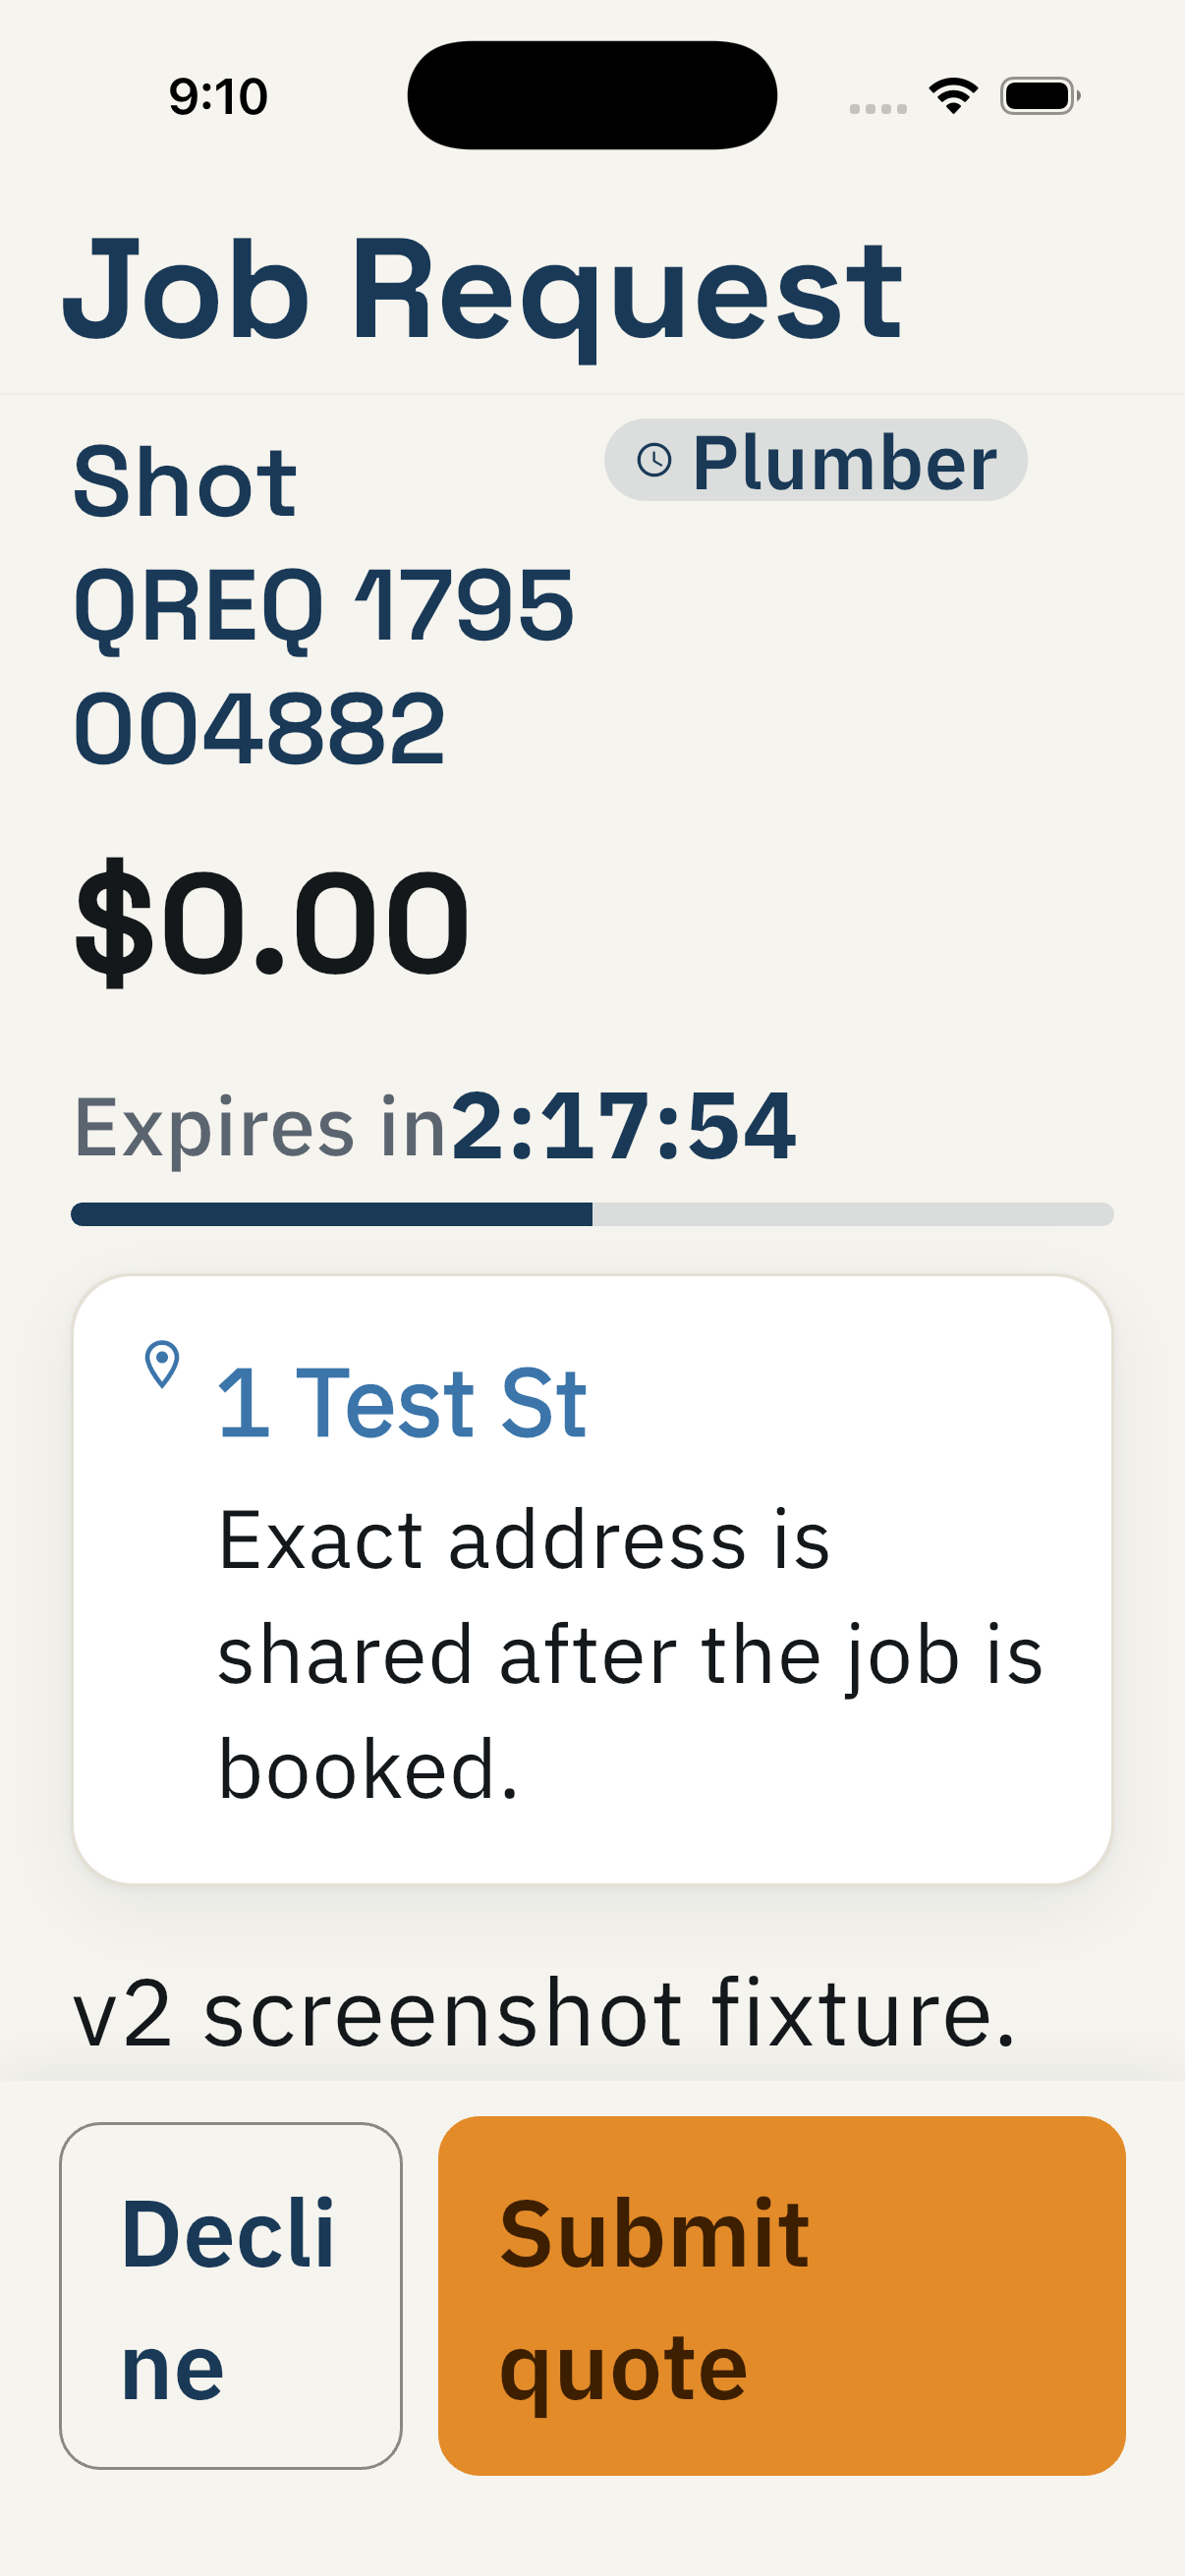 9:10
Job Request
Shot
Plumber
QREQ 1795
004882
$0.00
Expires in2:17:54
1 Test St
Exact address is
shared after the job is
booked.
v2 screenshot fixture.
Decli
ne
Submit
quote